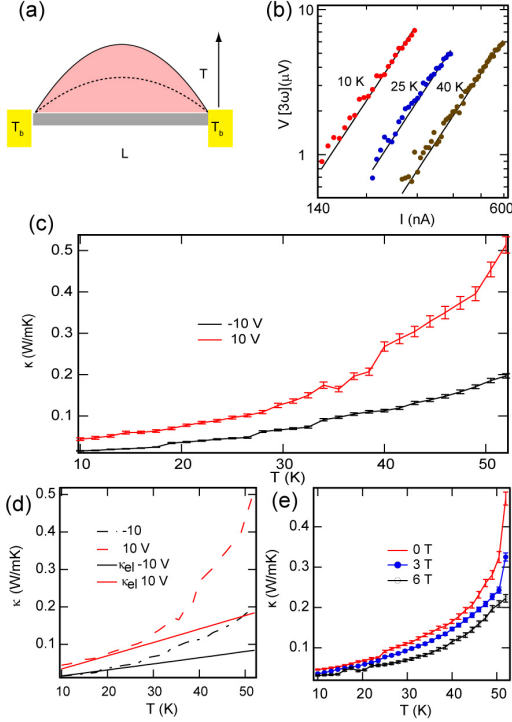 (a)
T
T_b
T_b
L
(b)
V [3ω](μV)
10
1
10 K
25 K
40 K
140
600
I (nA)
(c)
κ (W/mK)
0.5
0.4
0.3
0.2
0.1
-10 V
10 V
10
20
30
40
50
T (K)
(d)
κ (W/mK)
0.5
0.4
0.3
0.2
0.1
-10
10 V
κ_el -10 V
κ_el 10 V
10
20
30
40
50
T (K)
(e)
κ (W/mK)
0.4
0.3
0.2
0.1
0 T
3 T
6 T
10
20
30
40
50
T (K)